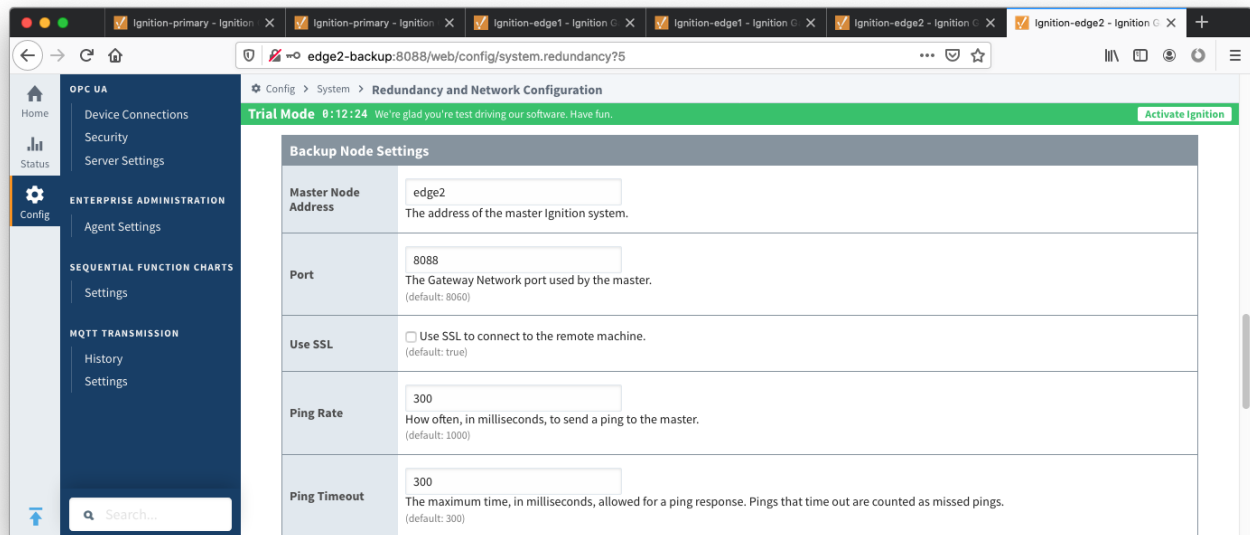 Ignition-primary - Ignition
Ignition-primary - Ignition
Ignition-edge1 - Ignition G
Ignition-edge1 - Ignition G
Ignition-edge2 - Ignition G
Ignition-edge2 - Ignition G
edge2-backup:8088/web/config/system.redundancy?5
Home
Status
Config
OPC UA
Device Connections
Security
Server Settings
ENTERPRISE ADMINISTRATION
Agent Settings
SEQUENTIAL FUNCTION CHARTS
Settings
MQTT TRANSMISSION
History
Settings
Search...
Config > System > Redundancy and Network Configuration
Trial Mode 0:12:24 We're glad you're test driving our software. Have fun.
Activate Ignition
Backup Node Settings
Master Node Address
edge2
The address of the master Ignition system.
Port
8088
The Gateway Network port used by the master.
(default: 8060)
Use SSL
Use SSL to connect to the remote machine.
(default: true)
Ping Rate
300
How often, in milliseconds, to send a ping to the master.
(default: 1000)
Ping Timeout
300
The maximum time, in milliseconds, allowed for a ping response. Pings that time out are counted as missed pings.
(default: 300)